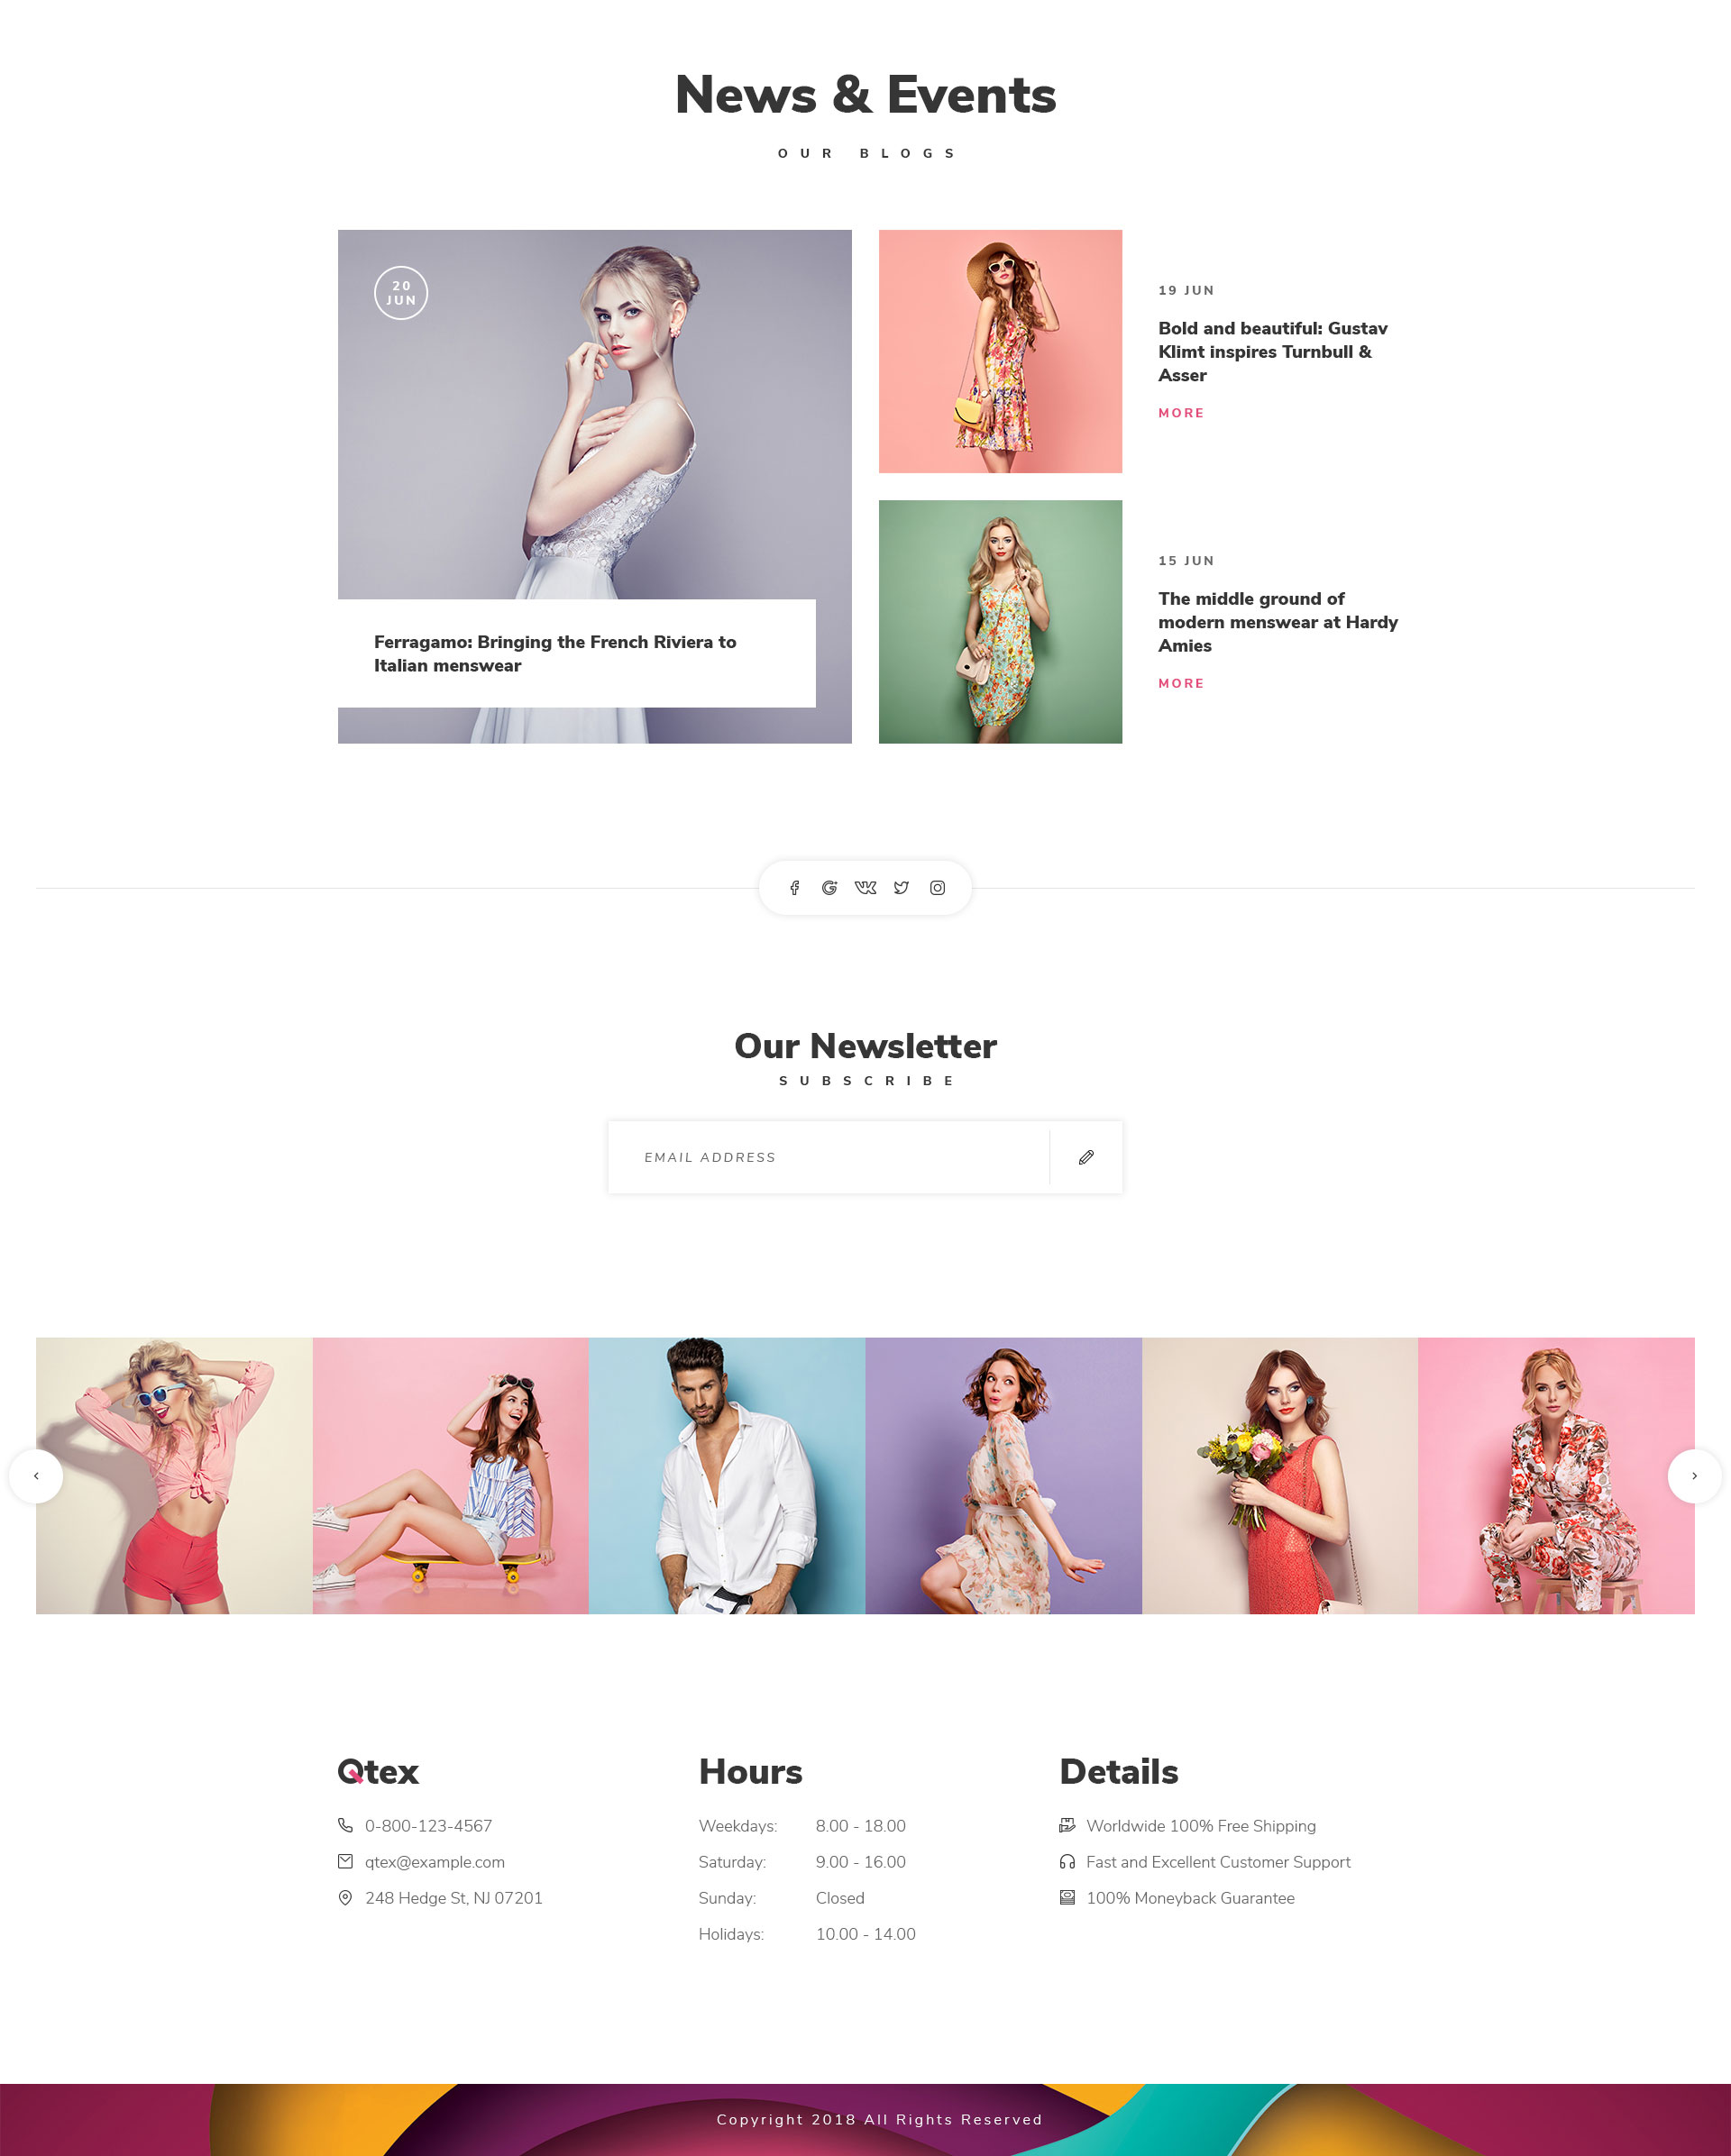 News & Events
OUR BLOGS
20
JUN
Ferragamo: Bringing the French Riviera to
Italian menswear
19 JUN
Bold and beautiful: Gustav
Klimt inspires Turnbull &
Asser
MORE
15 JUN
The middle ground of
modern menswear at Hardy
Amies
MORE
Our Newsletter
SUBSCRIBE
EMAIL ADDRESS
Qtex
0-800-123-4567
qtex@example.com
248 Hedge St, NJ 07201
Hours
Weekdays: 8.00 - 18.00
Saturday: 9.00 - 16.00
Sunday: Closed
Holidays: 10.00 - 14.00
Details
Worldwide 100% Free Shipping
Fast and Excellent Customer Support
100% Moneyback Guarantee
Copyright 2018 All Rights Reserved